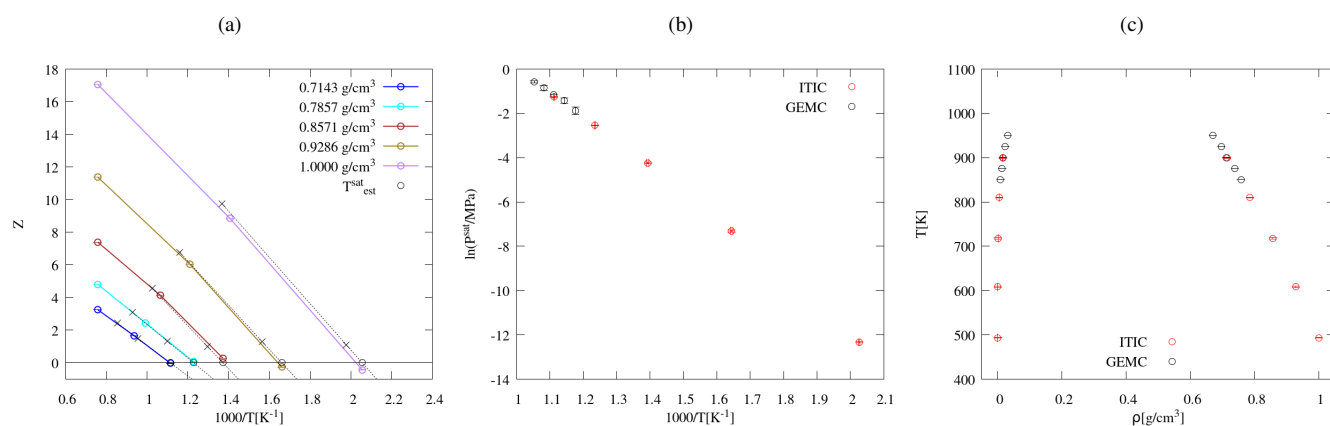 (a)
(b)
(c)
18
16
14
12
10
8
6
4
2
0
Z
0.6 0.8 1 1.2 1.4 1.6 1.8 2 2.2 2.4
1000/T[K⁻¹]
0.7143 g/cm³
0.7857 g/cm³
0.8571 g/cm³
0.9286 g/cm³
1.0000 g/cm³
Tˢᵃᵗₑₛₜ
0
-2
-4
-6
-8
-10
-12
-14
ln(Pˢᵃᵗ/MPa)
1 1.1 1.2 1.3 1.4 1.5 1.6 1.7 1.8 1.9 2 2.1
1000/T[K⁻¹]
ITIC
GEMC
1100
1000
900
800
700
600
500
400
T[K]
0 0.2 0.4 0.6 0.8 1
ρ[g/cm³]
ITIC
GEMC